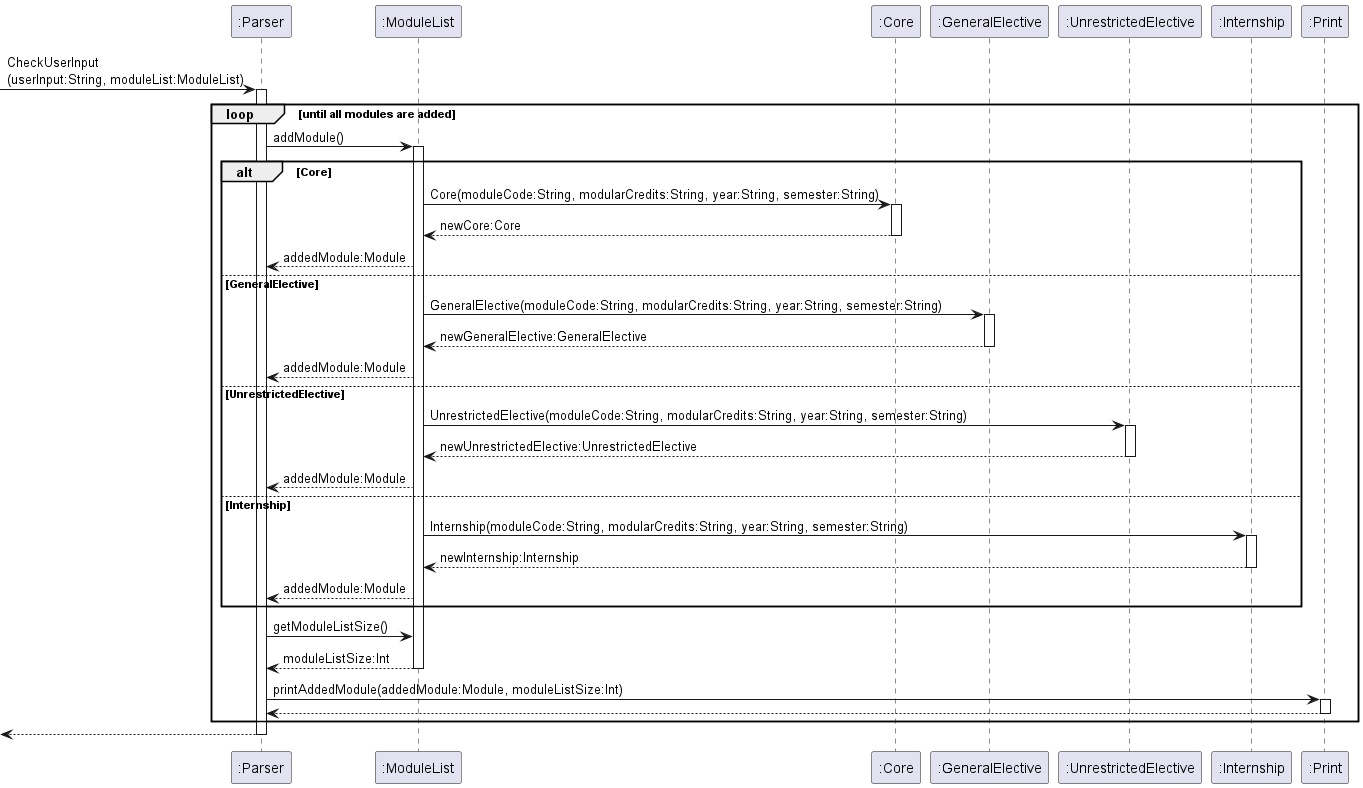 :Parser
:ModuleList
:Core
:GeneralElective
:UnrestrictedElective
:Internship
:Print
CheckUserInput
(userInput:String, moduleList:ModuleList)
loop
[until all modules are added]
addModule()
alt
[Core]
Core(moduleCode:String, modularCredits:String, year:String, semester:String)
newCore:Core
addedModule:Module
[GeneralElective]
GeneralElective(moduleCode:String, modularCredits:String, year:String, semester:String)
newGeneralElective:GeneralElective
addedModule:Module
[UnrestrictedElective]
UnrestrictedElective(moduleCode:String, modularCredits:String, year:String, semester:String)
newUnrestrictedElective:UnrestrictedElective
addedModule:Module
[Internship]
Internship(moduleCode:String, modularCredits:String, year:String, semester:String)
newInternship:Internship
addedModule:Module
getModuleListSize()
moduleListSize:Int
printAddedModule(addedModule:Module, moduleListSize:Int)
:Parser
:ModuleList
:Core
:GeneralElective
:UnrestrictedElective
:Internship
:Print